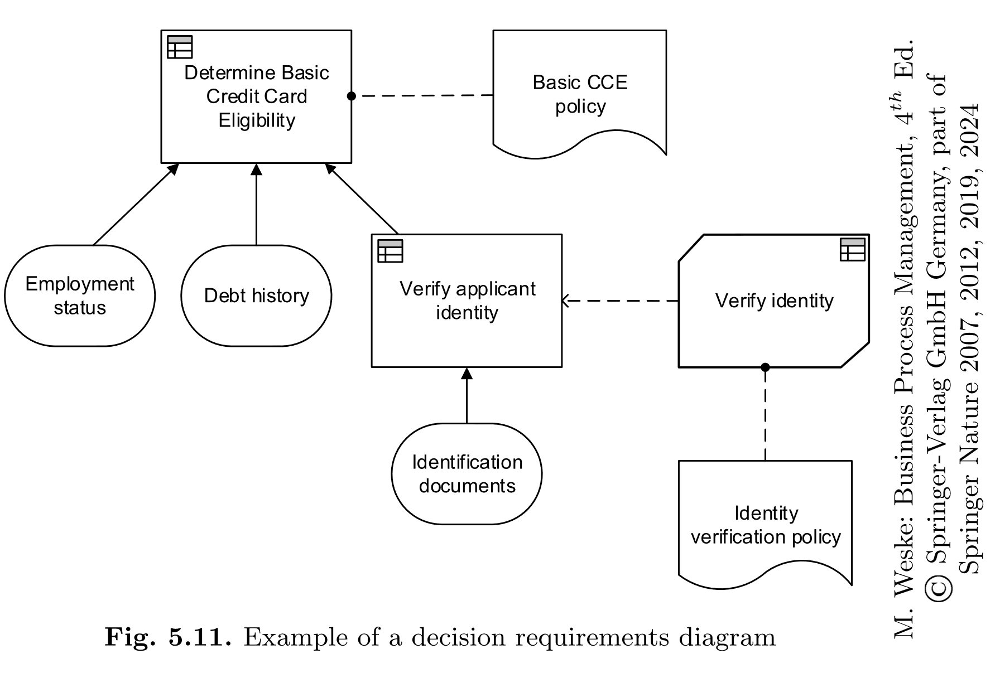 Determine Basic
Credit Card
Eligibility
Basic CCE
policy
Employment
status
Debt history
Verify applicant
identity
Verify identity
Identification
documents
Identity
verification policy
Fig. 5.11. Example of a decision requirements diagram
M. Weske: Business Process Management, 4th Ed.
© Springer-Verlag GmbH Germany, part of
Springer Nature 2007, 2012, 2019, 2024